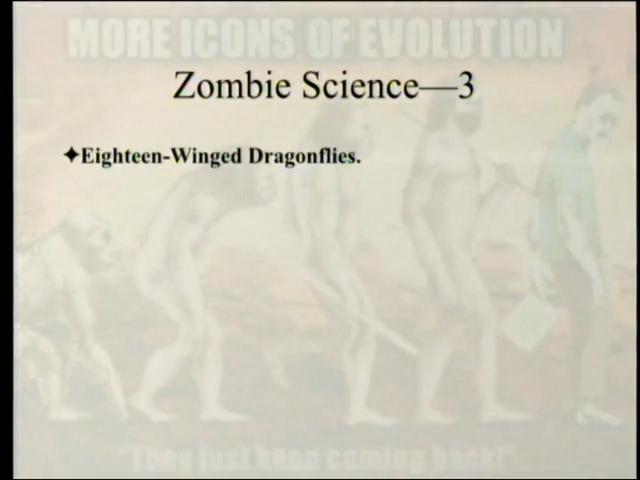 MORE ICONS OF EVOLUTION
Zombie Science—3
✦Eighteen-Winged Dragonflies.
"They just keep coming back!"